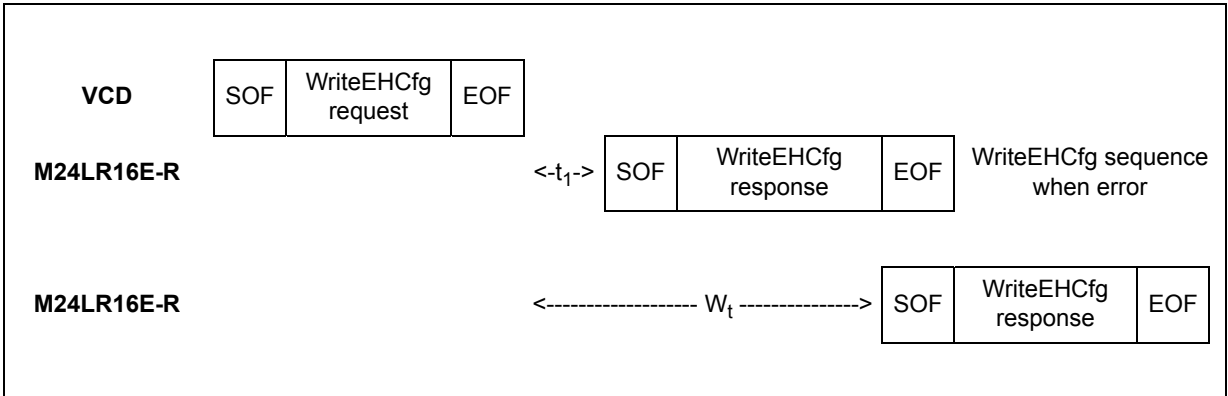 VCD SOF WriteEHCfg request EOF
M24LR16E-R <-t1-> SOF WriteEHCfg response EOF WriteEHCfg sequence when error
M24LR16E-R <------------------- Wt ---------------> SOF WriteEHCfg response EOF